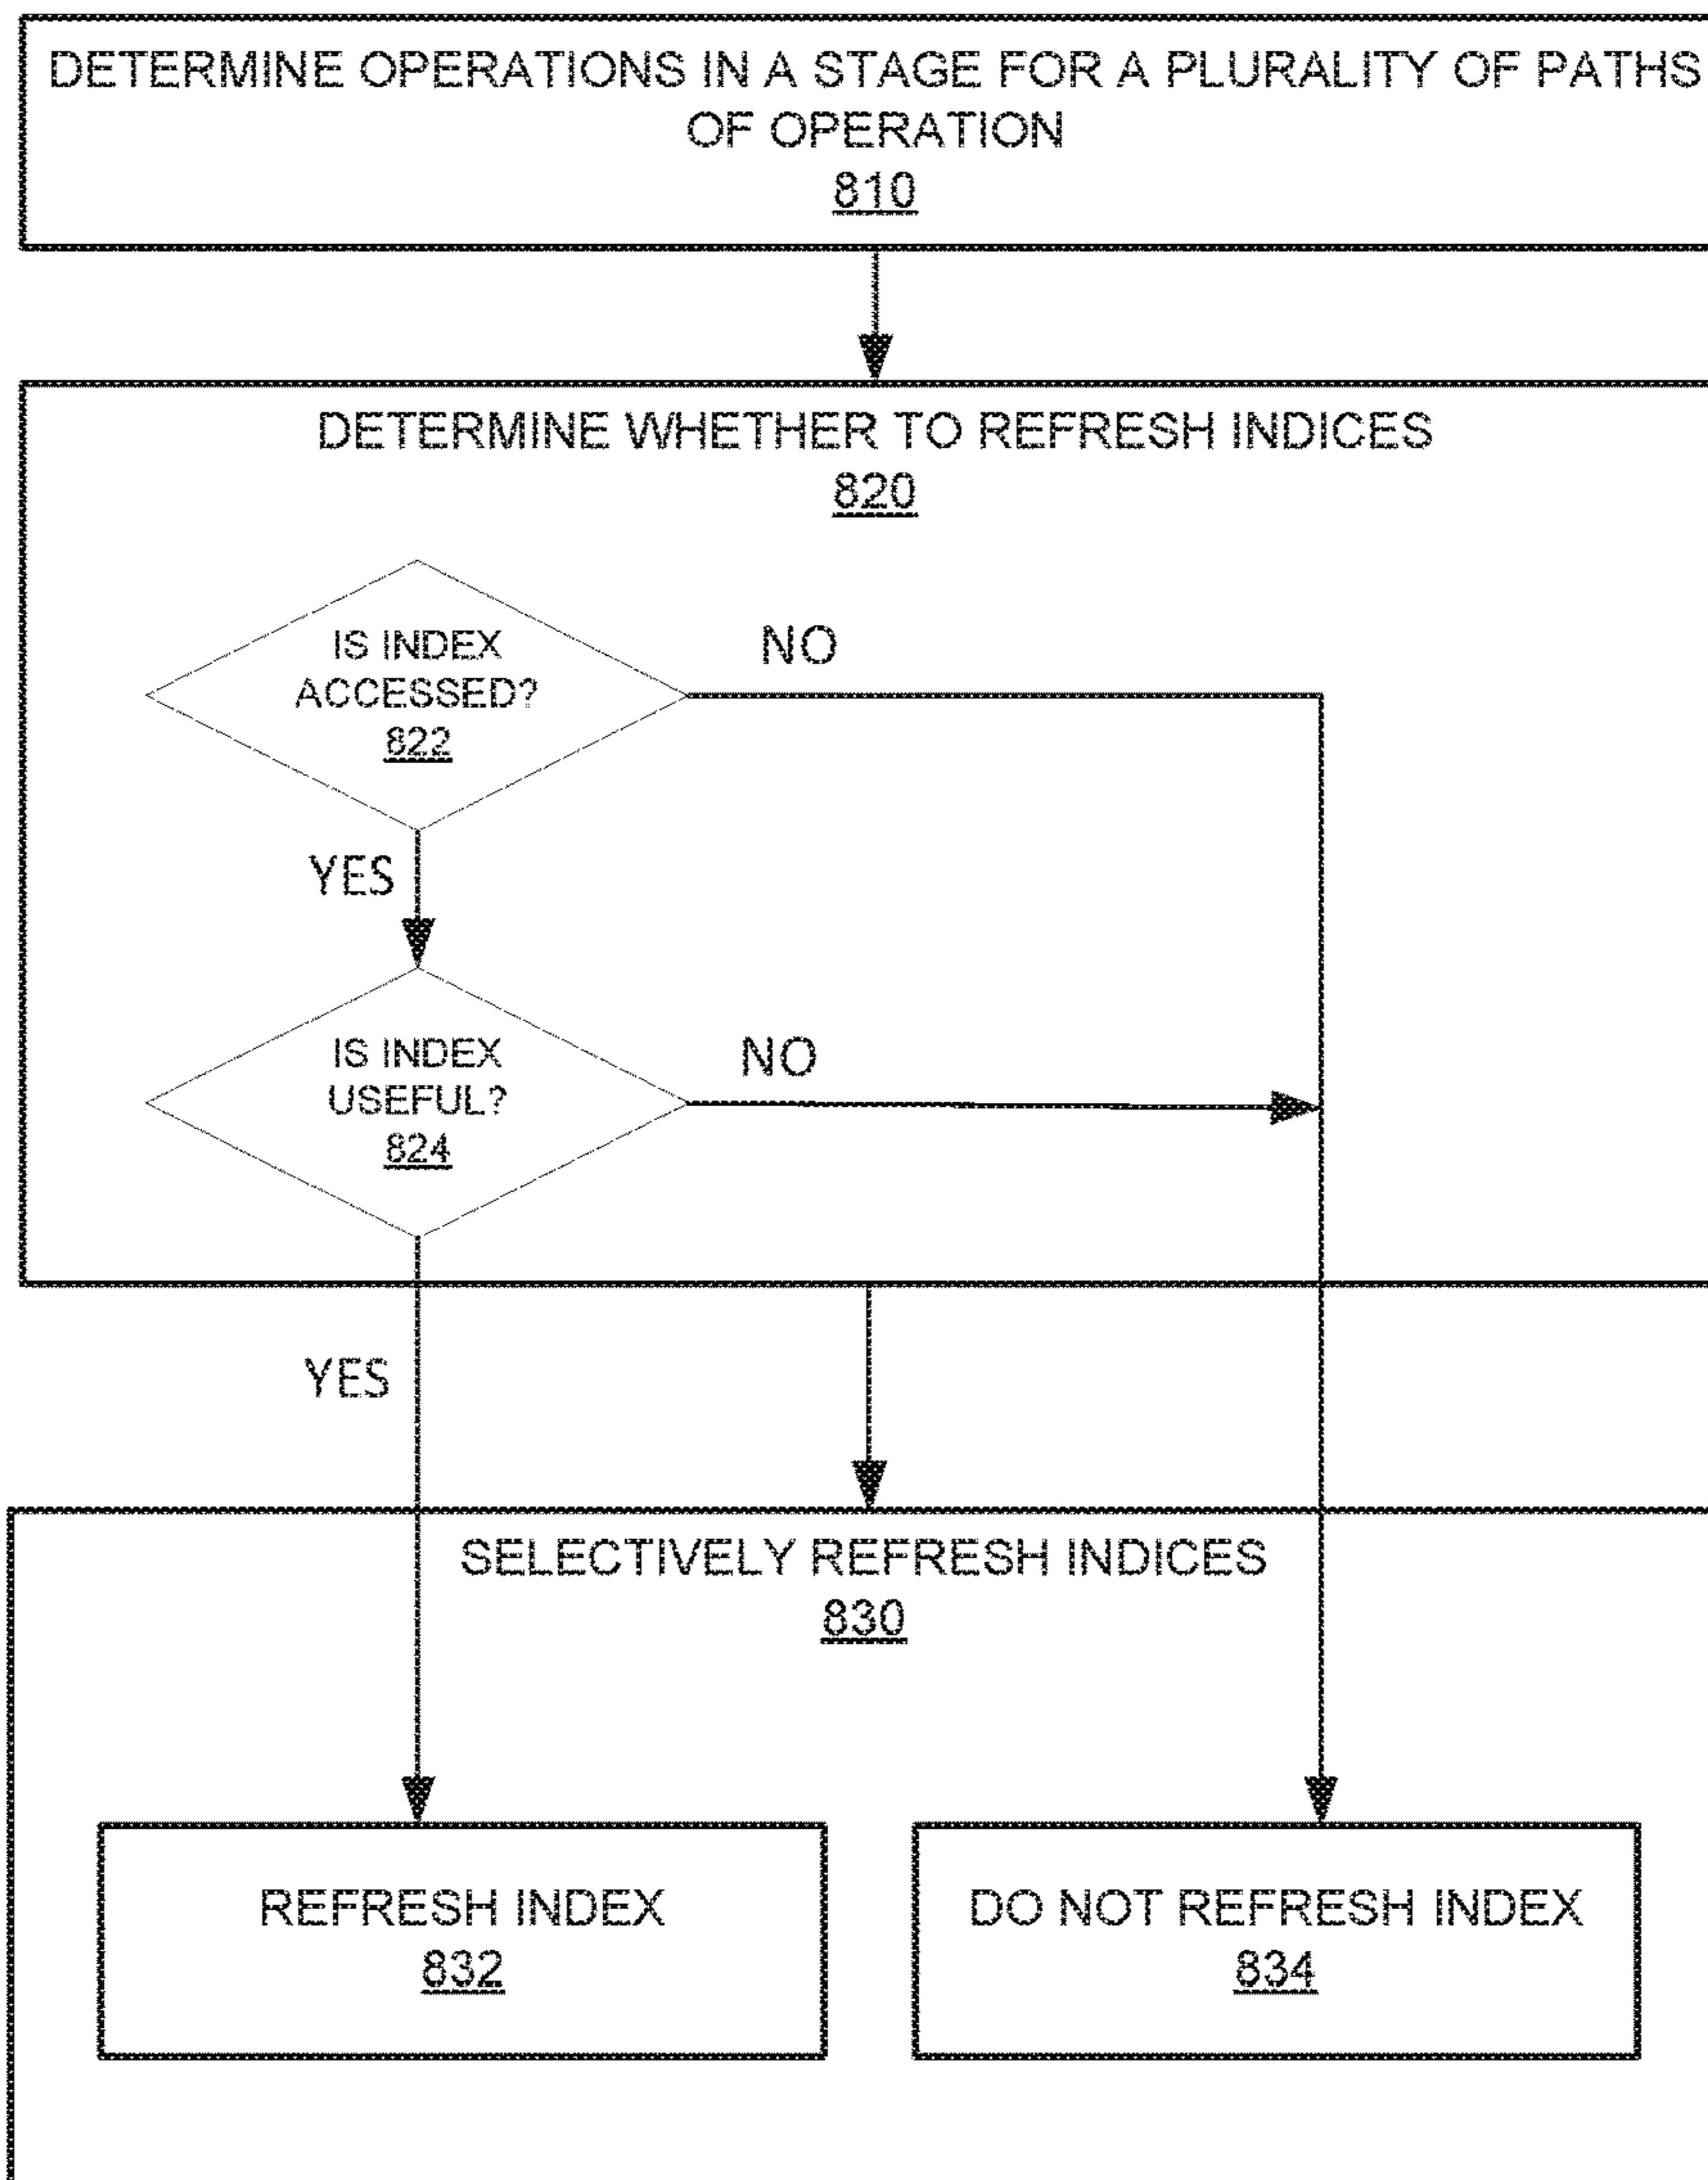 DETERMINE OPERATIONS IN A STAGE FOR A PLURALITY OF PATHS
OF OPERATION
810
DETERMINE WHETHER TO REFRESH INDICES
820
IS INDEX
ACCESSED?
822
NO
YES
IS INDEX
USEFUL?
824
NO
YES
SELECTIVELY REFRESH INDICES
830
REFRESH INDEX
832
DO NOT REFRESH INDEX
834